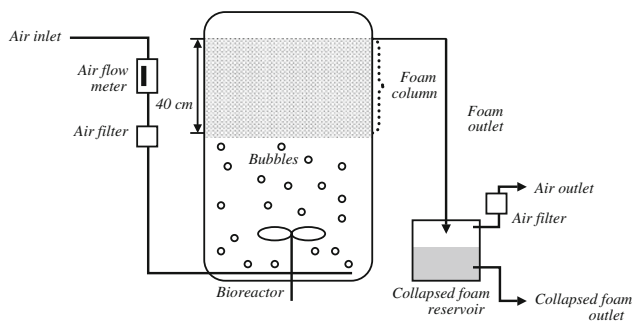 Air inlet
Air flow
meter
Air filter
40 cm
Foam
column
Foam
outlet
Bubbles
Bioreactor
Air outlet
Air filter
Collapsed foam
reservoir
Collapsed foam
outlet